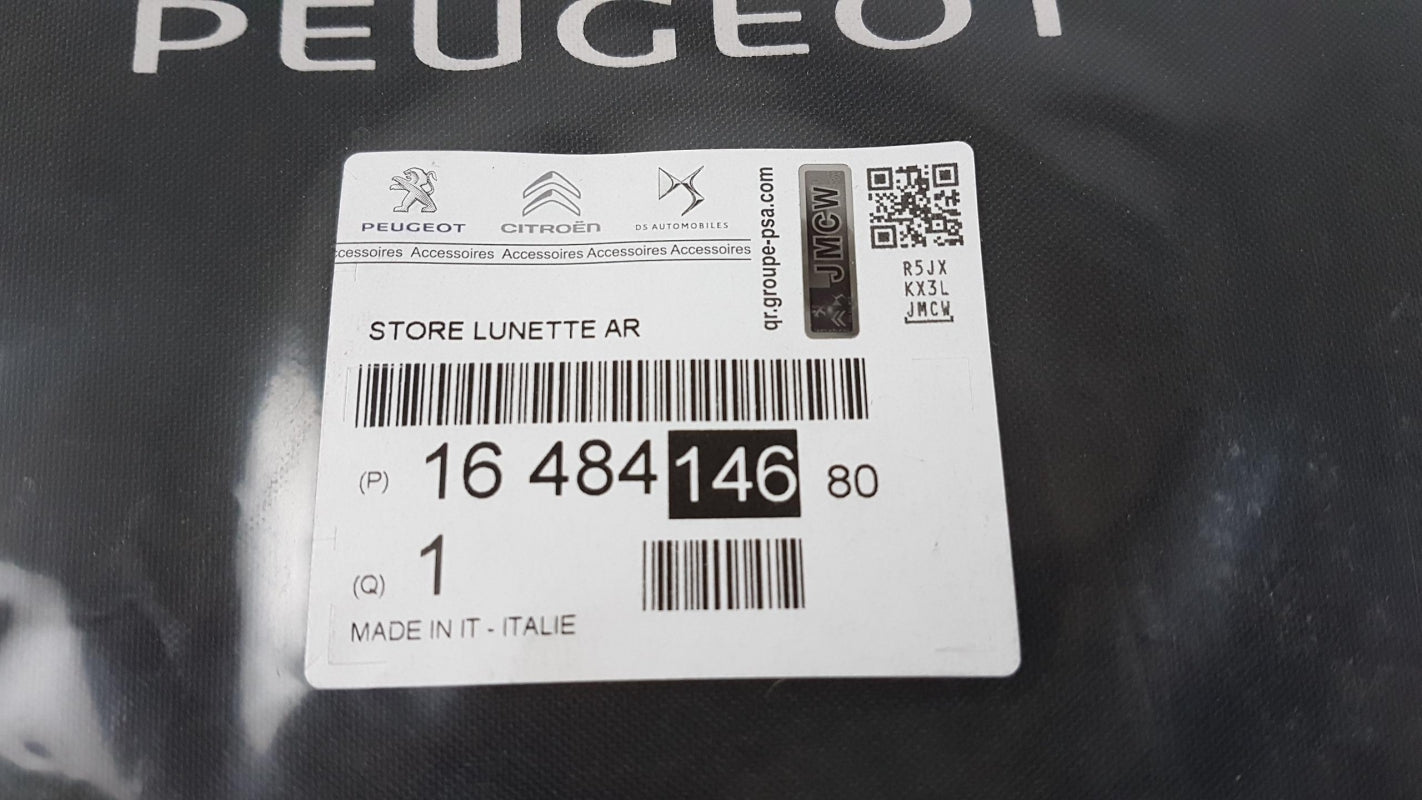 PEUGEOT
PEUGEOT CITROËN DS AUTOMOBILES
ccessoires Accessoires Accessoires Accessoires Accessoires
qr.groupe-psa.com
JMCW
R5JX
KX3L
JMCW
STORE LUNETTE AR
(P) 16 484 146 80
(Q) 1
MADE IN IT - ITALIE